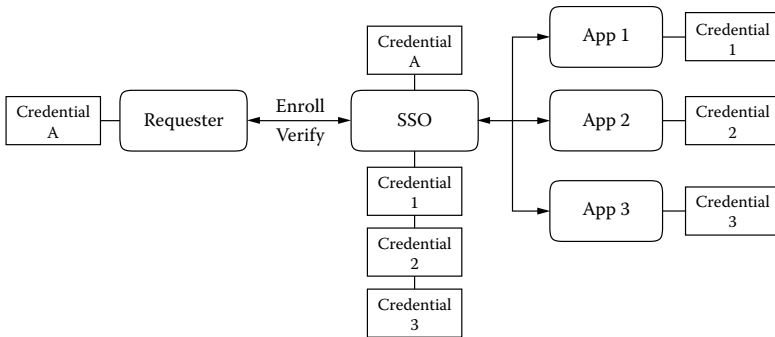 Credential
A
Requester
Enroll
Verify
Credential
A
SSO
Credential
1
Credential
2
Credential
3
App 1
Credential
1
App 2
Credential
2
App 3
Credential
3